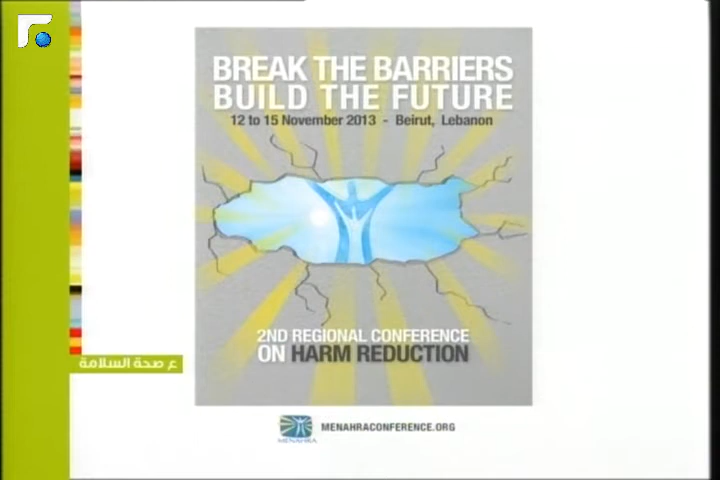 BREAK THE BARRIERS
BUILD THE FUTURE
12 to 15 November 2013 - Beirut, Lebanon
2ND REGIONAL CONFERENCE
ON HARM REDUCTION
ع صحة السلامة
MENAHRA
MENAHRACONFERENCE.ORG